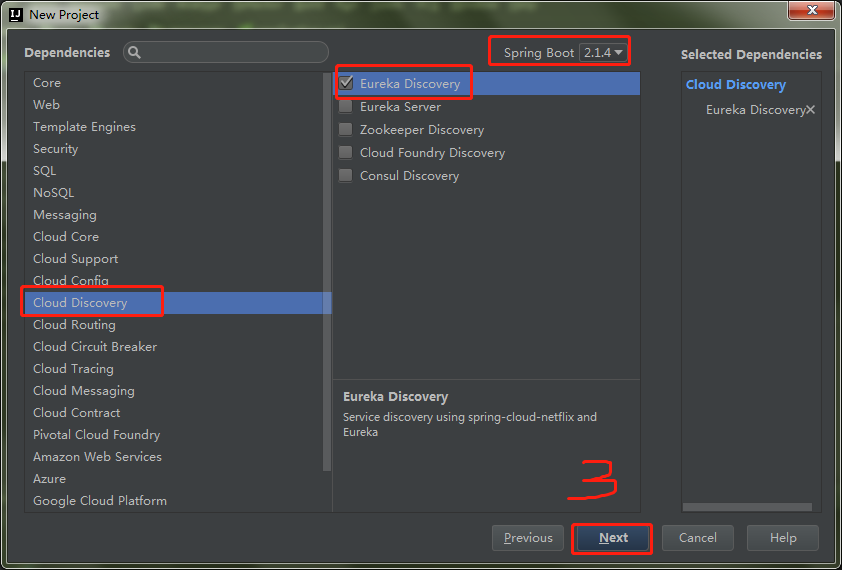 New Project
Dependencies
Spring Boot 2.1.4
Selected Dependencies
Core
Web
Template Engines
Security
SQL
NoSQL
Messaging
Cloud Core
Cloud Support
Cloud Config
Cloud Discovery
Cloud Routing
Cloud Circuit Breaker
Cloud Tracing
Cloud Messaging
Cloud Contract
Pivotal Cloud Foundry
Amazon Web Services
Azure
Google Cloud Platform
Eureka Discovery
Eureka Server
Zookeeper Discovery
Cloud Foundry Discovery
Consul Discovery
Eureka Discovery
Service discovery using spring-cloud-netflix and
Eureka
Cloud Discovery
Eureka Discovery
3
Previous
Next
Cancel
Help